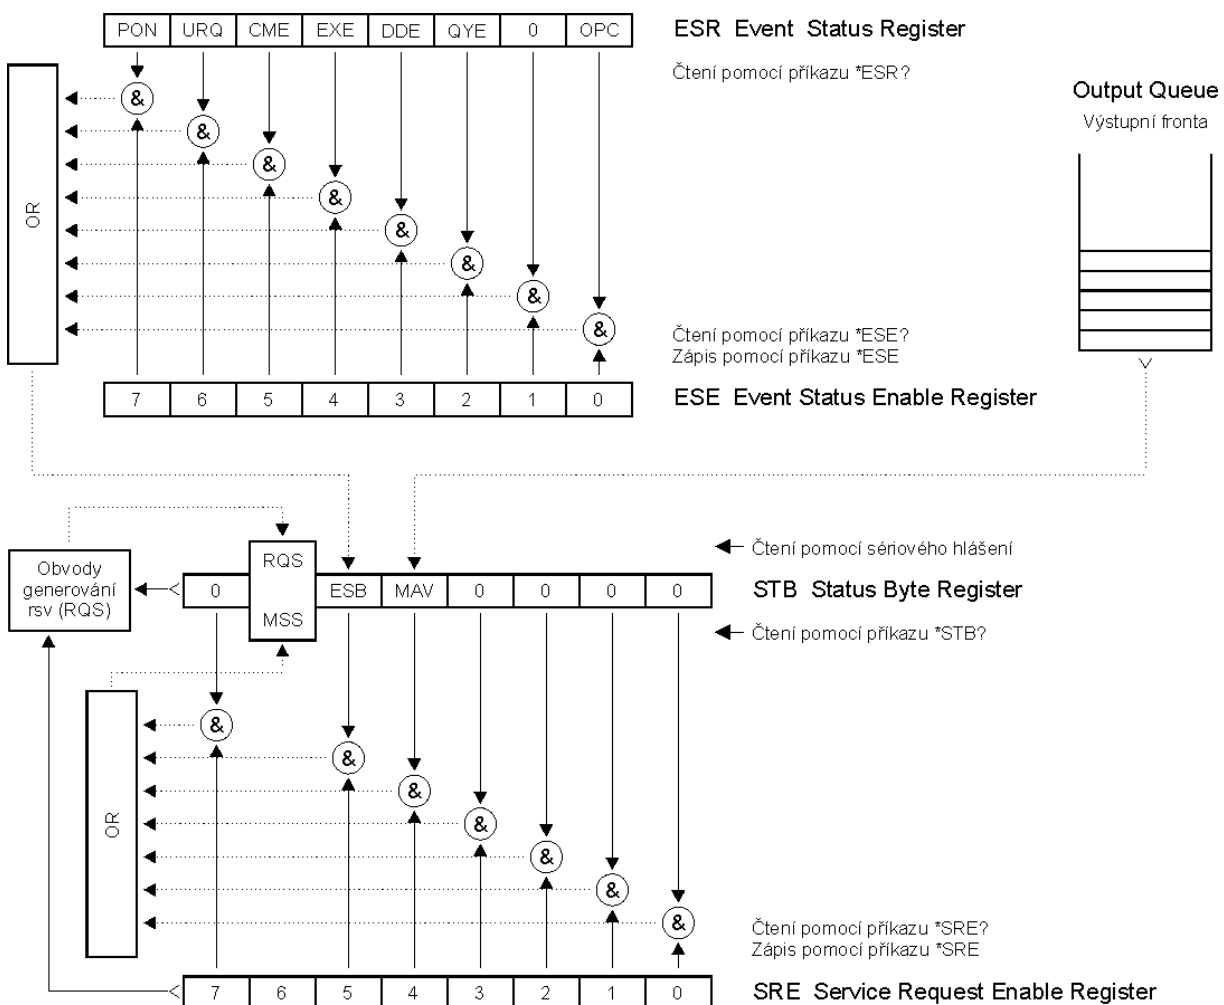 PON URQ CME EXE DDE QYE 0 OPC
ESR Event Status Register
Čtení pomocí příkazu *ESR?
Output Queue
Výstupní fronta
&
&
&
&
&
&
&
&
OR
Čtení pomocí příkazu *ESE?
Zápis pomocí příkazu *ESE
7 6 5 4 3 2 1 0
ESE Event Status Enable Register
Obvody
generování
rsv (RQS)
RQS
MSS
Čtení pomocí sériového hlášení
0 ESB MAV 0 0 0 0
STB Status Byte Register
Čtení pomocí příkazu *STB?
&
&
&
&
&
&
&
OR
Čtení pomocí příkazu *SRE?
Zápis pomocí příkazu *SRE
7 6 5 4 3 2 1 0
SRE Service Request Enable Register